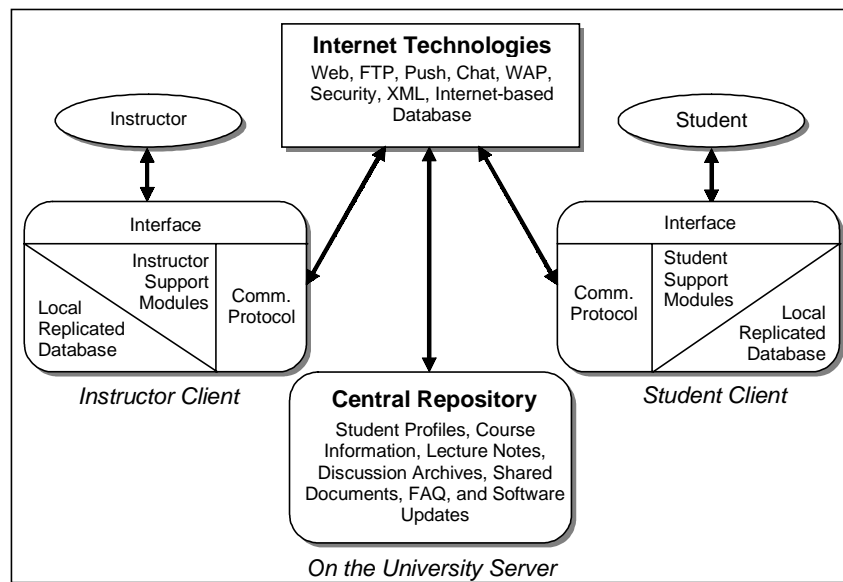 Internet Technologies
Web, FTP, Push, Chat, WAP,
Security, XML, Internet-based
Database
Instructor
Student
Interface
Instructor
Support
Modules
Local
Replicated
Database
Comm.
Protocol
Instructor Client
Interface
Comm.
Protocol
Student
Support
Modules
Local
Replicated
Database
Student Client
Central Repository
Student Profiles, Course
Information, Lecture Notes,
Discussion Archives, Shared
Documents, FAQ, and Software
Updates
On the University Server